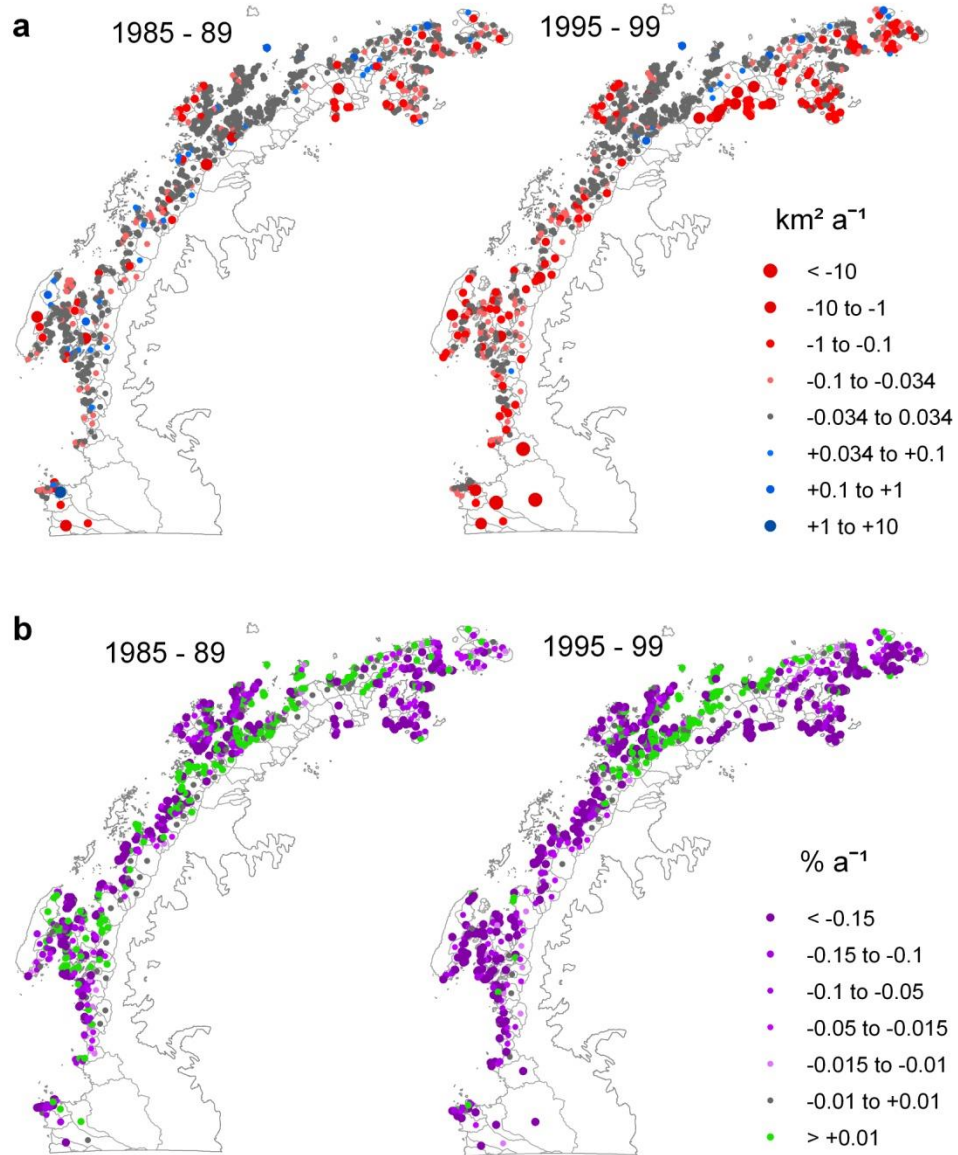 a
1985 - 89
1995 - 99
km² a⁻¹
< -10
-10 to -1
-1 to -0.1
-0.1 to -0.034
-0.034 to 0.034
+0.034 to +0.1
+0.1 to +1
+1 to +10
b
1985 - 89
1995 - 99
% a⁻¹
< -0.15
-0.15 to -0.1
-0.1 to -0.05
-0.05 to -0.015
-0.015 to -0.01
-0.01 to +0.01
> +0.01